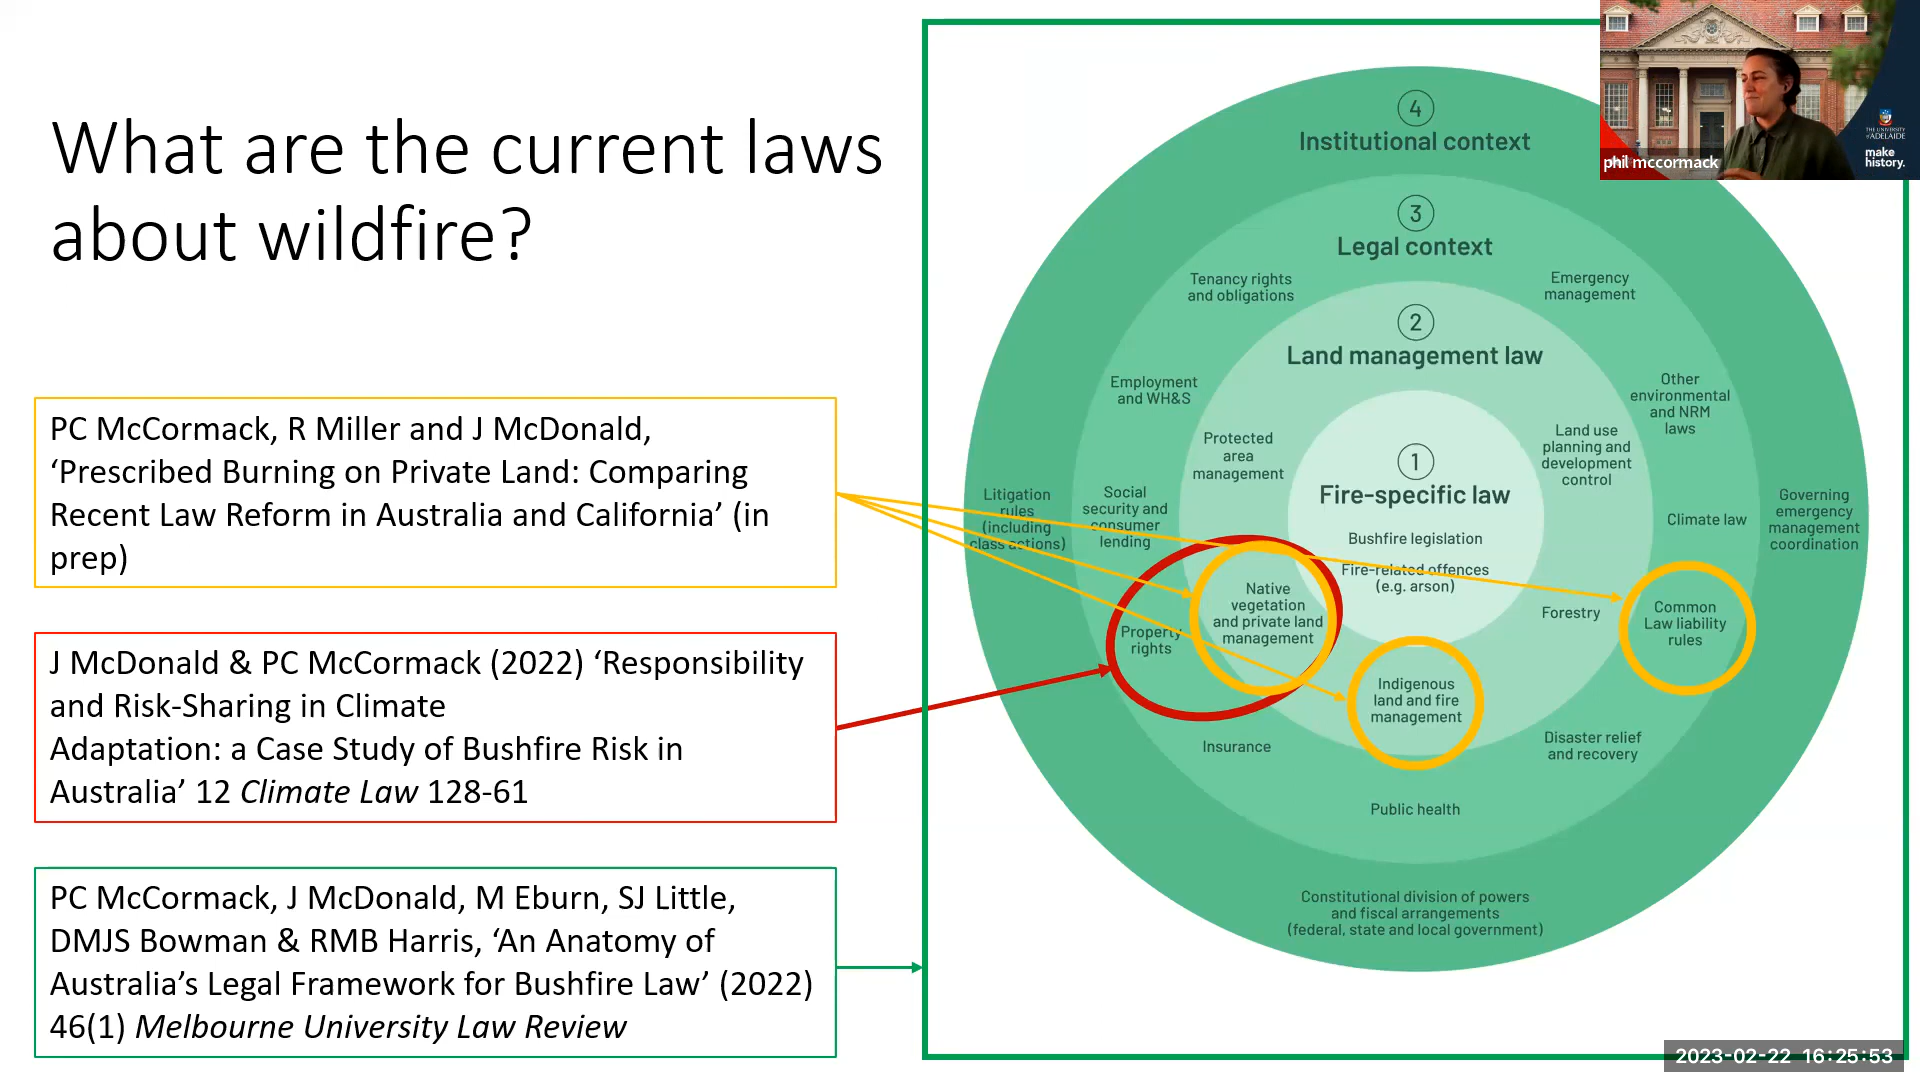 What are the current laws
about wildfire?
PC McCormack, R Miller and J McDonald,
‘Prescribed Burning on Private Land: Comparing
Recent Law Reform in Australia and California’ (in
prep)
J McDonald & PC McCormack (2022) ‘Responsibility
and Risk-Sharing in Climate
Adaptation: a Case Study of Bushfire Risk in
Australia’ 12 Climate Law 128-61
PC McCormack, J McDonald, M Eburn, SJ Little,
DMJS Bowman & RMB Harris, ‘An Anatomy of
Australia’s Legal Framework for Bushfire Law’ (2022)
46(1) Melbourne University Law Review
4
Institutional context
3
Legal context
Tenancy rights
and obligations
Emergency
management
2
Land management law
Employment
and WH&S
Other
environmental
and NRM
laws
Protected
area
management
Land use
planning and
development
control
1
Fire-specific law
Bushfire legislation
Fire-related offences
(e.g. arson)
Litigation
rules
(including
class actions)
Social
security and
consumer
lending
Climate law
Governing
emergency
management
coordination
Native
vegetation
and private land
management
Property
rights
Forestry
Common
Law liability
rules
Indigenous
land and fire
management
Insurance
Disaster relief
and recovery
Public health
Constitutional division of powers
and fiscal arrangements
(federal, state and local government)
phil mccormack
THE UNIVERSITY
of ADELAIDE
make
history.
2023-02-22 16:25:53